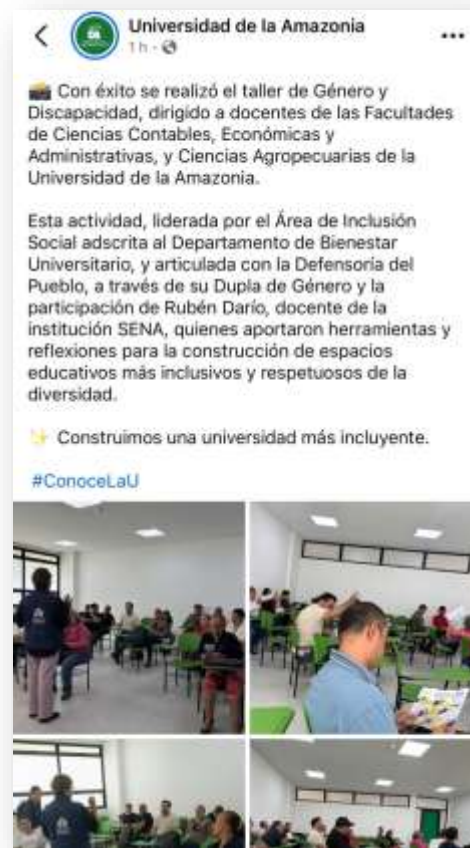 Universidad de la Amazonia
1 h
Con éxito se realizó el taller de Género y
Discapacidad, dirigido a docentes de las Facultades
de Ciencias Contables, Económicas y
Administrativas, y Ciencias Agropecuarias de la
Universidad de la Amazonia.
Esta actividad, liderada por el Área de Inclusión
Social adscrita al Departamento de Bienestar
Universitario, y articulada con la Defensoría del
Pueblo, a través de su Dupla de Género y la
participación de Rubén Darío, docente de la
institución SENA, quienes aportaron herramientas y
reflexiones para la construcción de espacios
educativos más inclusivos y respetuosos de la
diversidad.
Construimos una universidad más incluyente.
#ConoceLaU